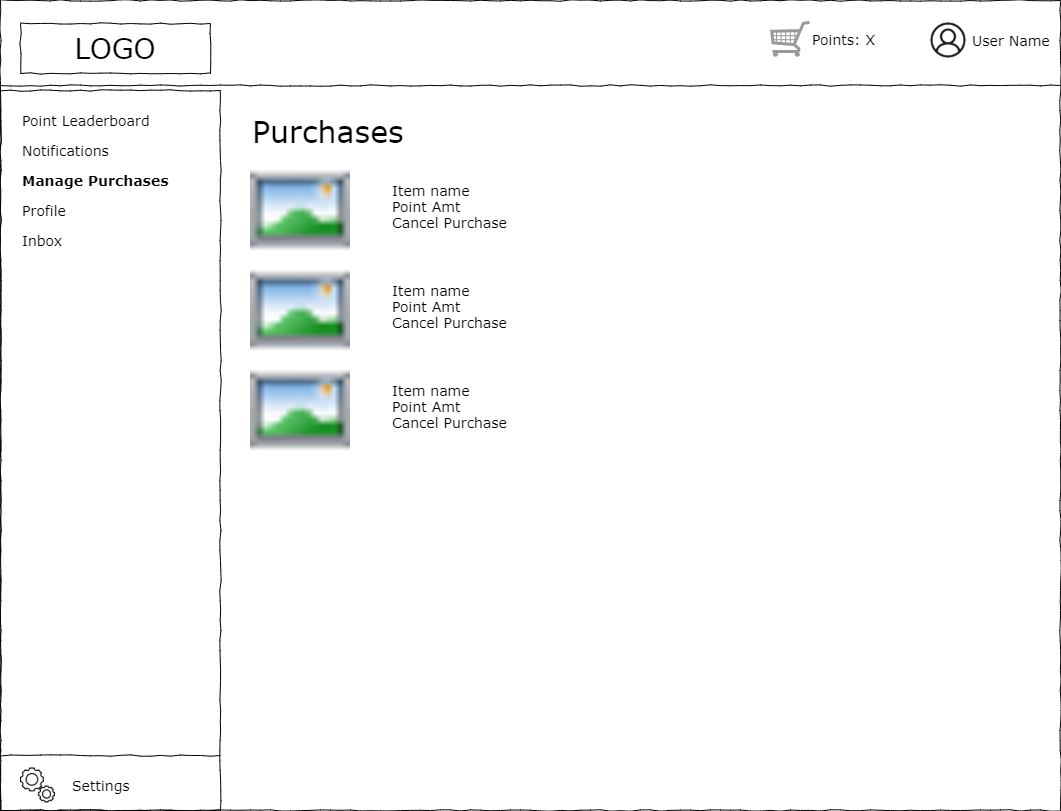 LOGO
Points: X
User Name
Point Leaderboard
Notifications
Manage Purchases
Profile
Inbox
Settings
Purchases
Item name
Point Amt
Cancel Purchase
Item name
Point Amt
Cancel Purchase
Item name
Point Amt
Cancel Purchase